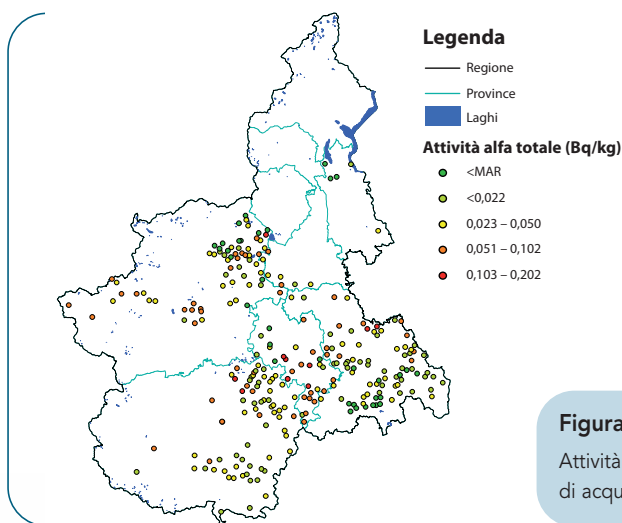 Legenda
Regione
Province
Laghi
Attività alfa totale (Bq/kg)
<MAR
<0,022
0,023 – 0,050
0,051 – 0,102
0,103 – 0,202
Figura
Attività
di acqu